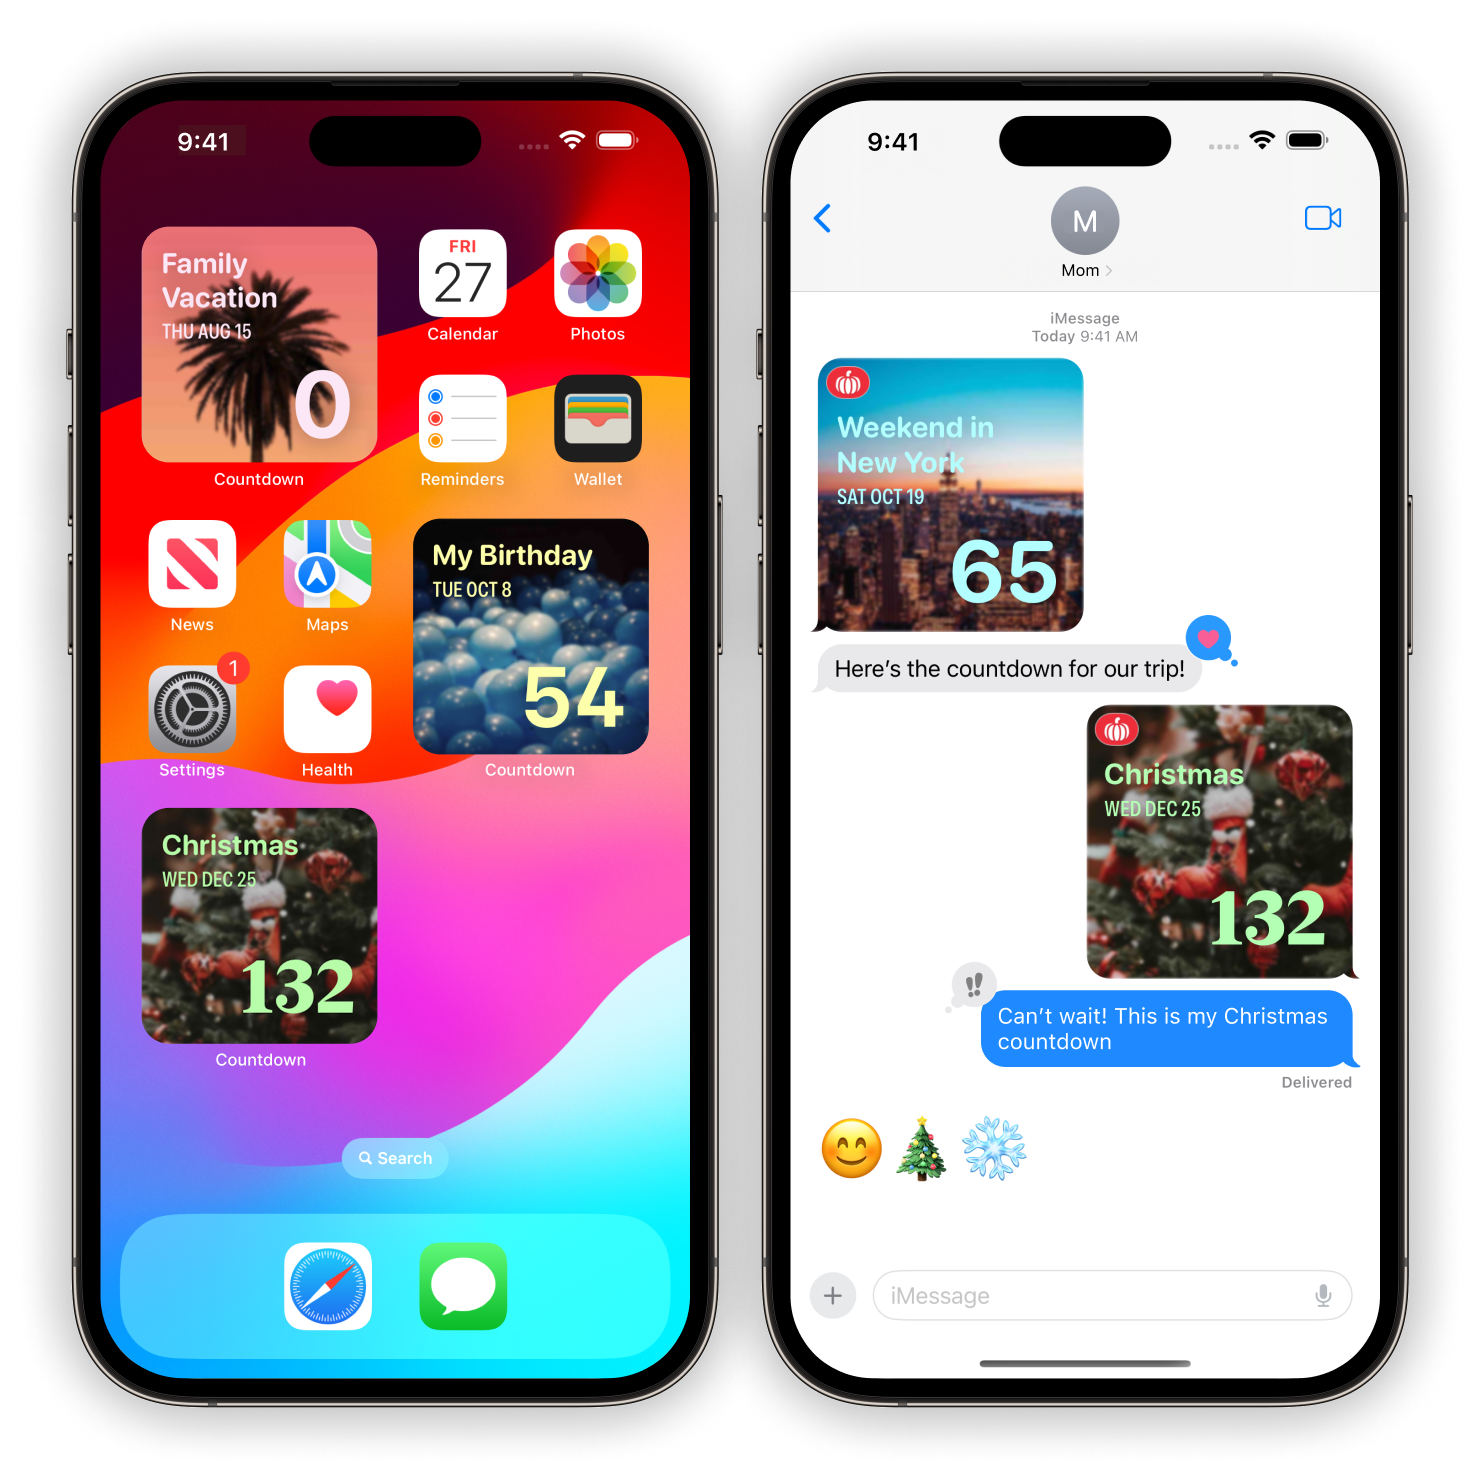 9:41
Family
Vacation
THU AUG 15
0
Countdown
FRI
27
Calendar
Photos
Reminders
Wallet
News
Maps
My Birthday
TUE OCT 8
54
Countdown
1
Settings
Health
Christmas
WED DEC 25
132
Countdown
Search
9:41
M
Mom
iMessage
Today 9:41 AM
Weekend in
New York
SAT OCT 19
65
Here’s the countdown for our trip!
Christmas
WED DEC 25
132
!!
Can’t wait! This is my Christmas
countdown
Delivered
iMessage